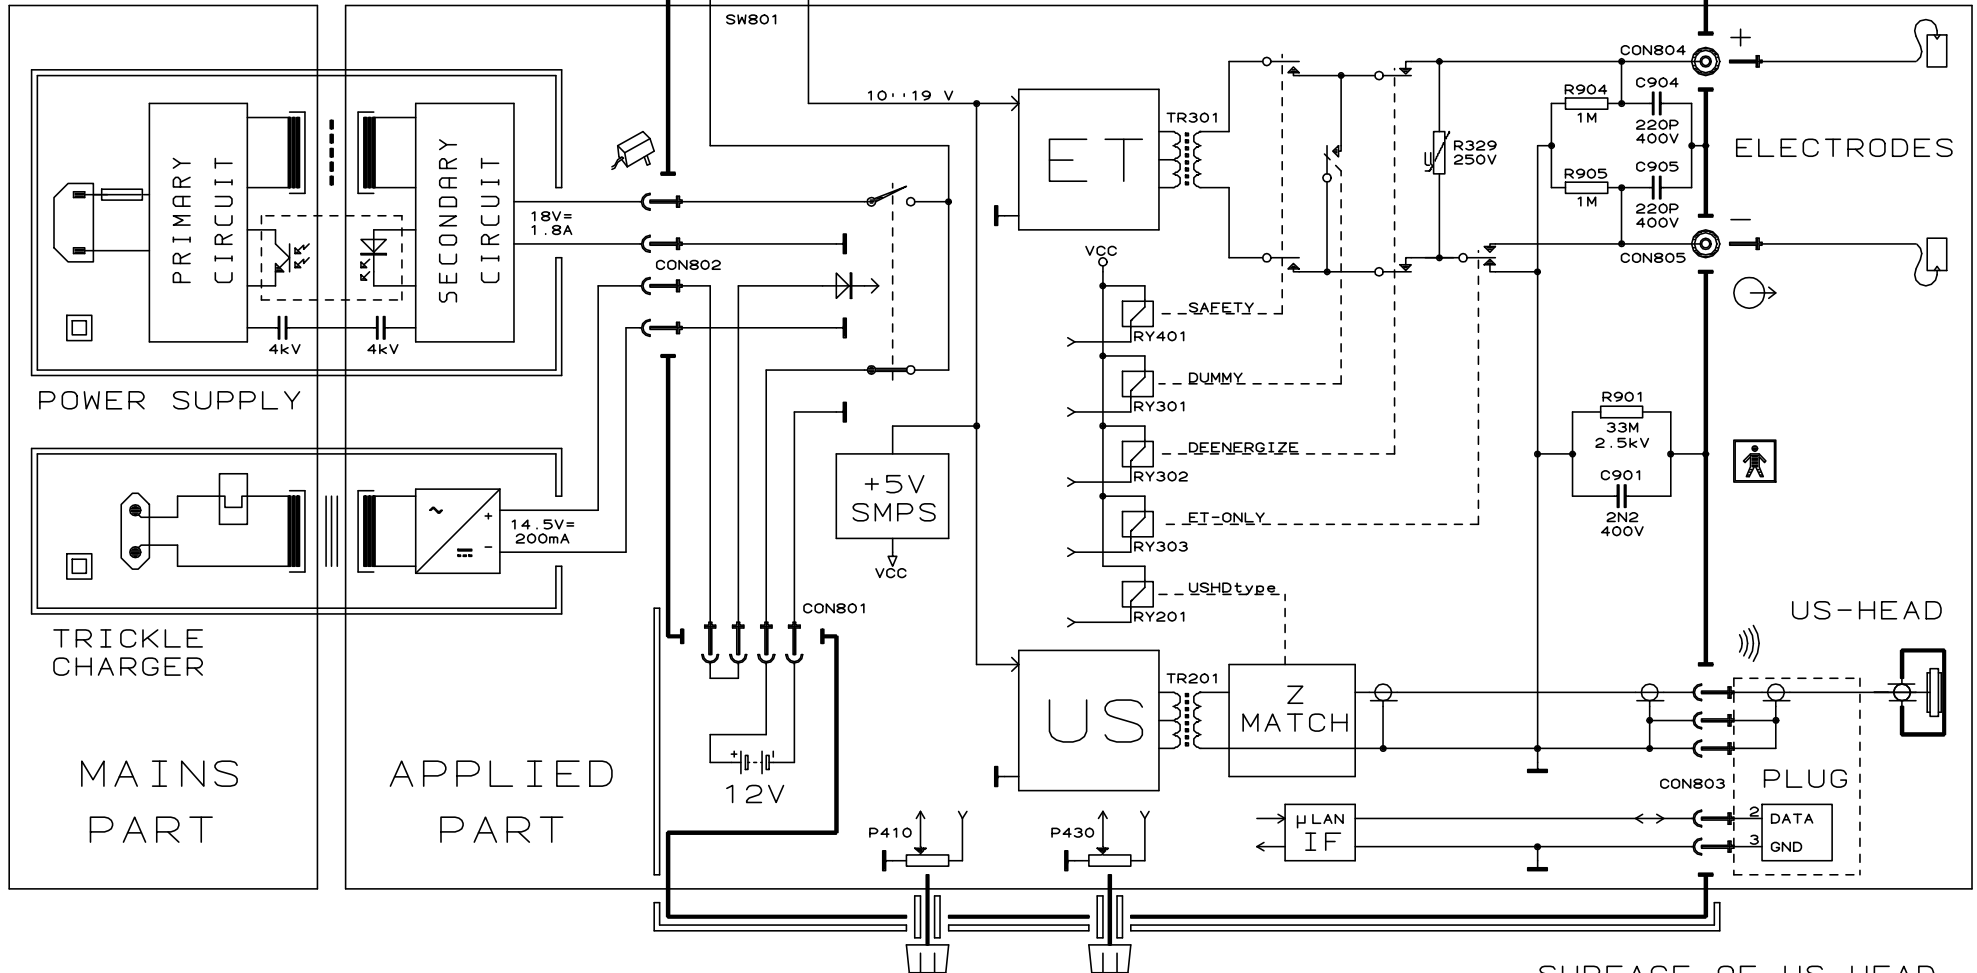 SW801
10··19 V
CON804
+
R904
1M
C904
220P
400V
ELECTRODES
R905
1M
C905
220P
400V
−
CON805
TR301
ET
R329
250V
U
PRIMARY
CIRCUIT
SECONDARY
CIRCUIT
18V=
1.8A
CON802
4kV
4kV
POWER SUPPLY
VCC
SAFETY
RY401
DUMMY
RY301
DEENERGIZE
RY302
ET-ONLY
RY303
USHDtype
RY201
R901
33M
2.5kV
C901
2N2
400V
+5V
SMPS
VCC
~
+
−
14.5V=
200mA
TRICKLE
CHARGER
CON801
+
12V
US-HEAD
TR201
US
Z
MATCH
CON803
PLUG
MAINS
PART
APPLIED
PART
P410
P430
µLAN
IF
2
DATA
3
GND